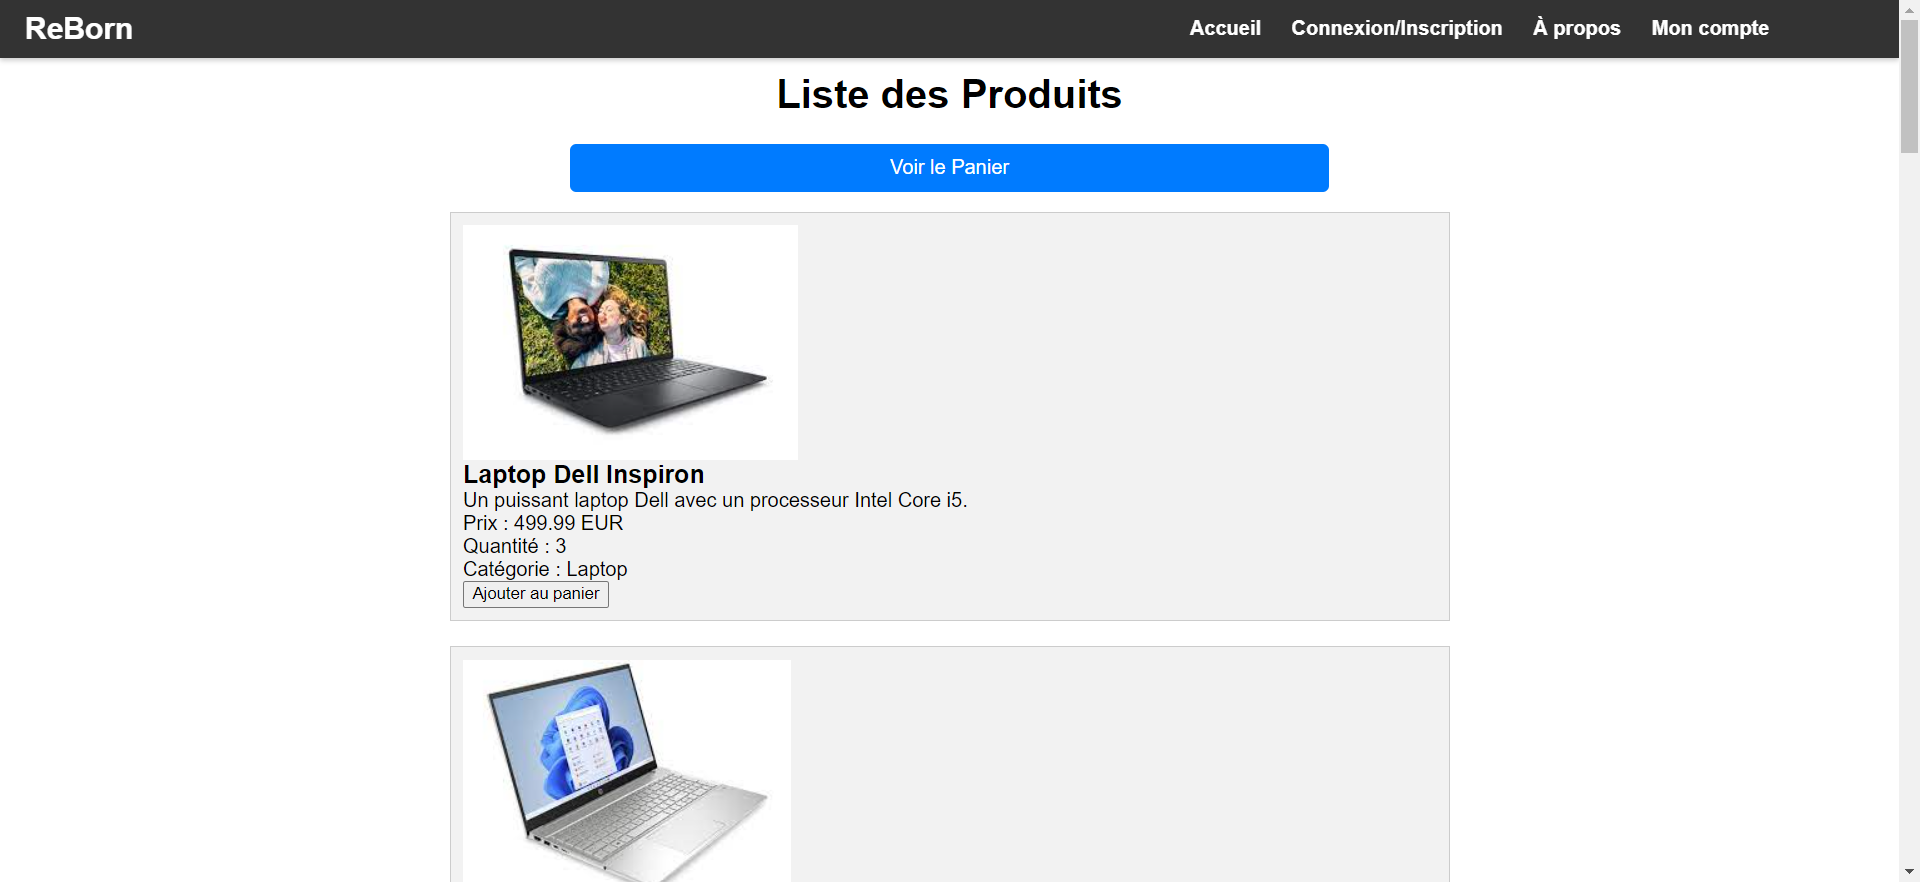 ReBorn
Accueil Connexion/Inscription À propos Mon compte
Liste des Produits
Voir le Panier
Laptop Dell Inspiron
Un puissant laptop Dell avec un processeur Intel Core i5.
Prix : 499.99 EUR
Quantité : 3
Catégorie : Laptop
Ajouter au panier